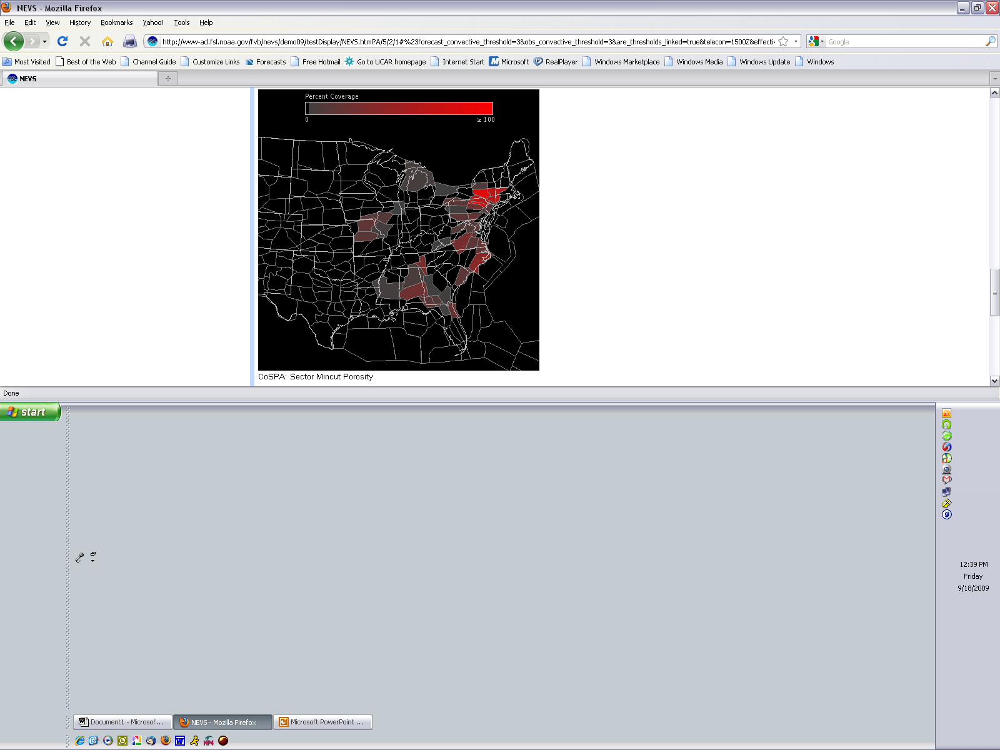 NEVS - Mozilla Firefox
File Edit View History Bookmarks Yahoo! Tools Help
http://www-ad.fsl.noaa.gov/fvb/nevs/demo09/testDisplay/NEVS.html?A/5/2/1#%23forecast_convective_threshold=3&obs_convective_threshold=3&are_thresholds_linked=true&telecon=1500Z&effecti
Google
Most Visited Best of the Web Channel Guide Customize Links Forecasts Free Hotmail Go to UCAR homepage Internet Start Microsoft RealPlayer Windows Marketplace Windows Media Windows Update Windows
FSL NEVS
Percent Coverage
0 ≥ 100
CoSPA: Sector Mincut Porosity
Done
start
12:39 PM
Friday
9/18/2009
Document1 - Microsof... NEVS - Mozilla Firefox Microsoft PowerPoint ...
MP4